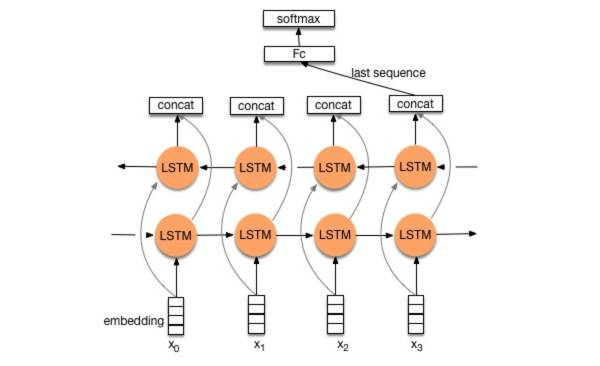 softmax
Fc
last sequence
concat concat concat concat
LSTM LSTM LSTM LSTM
LSTM LSTM LSTM LSTM
embedding
x0 x1 x2 x3